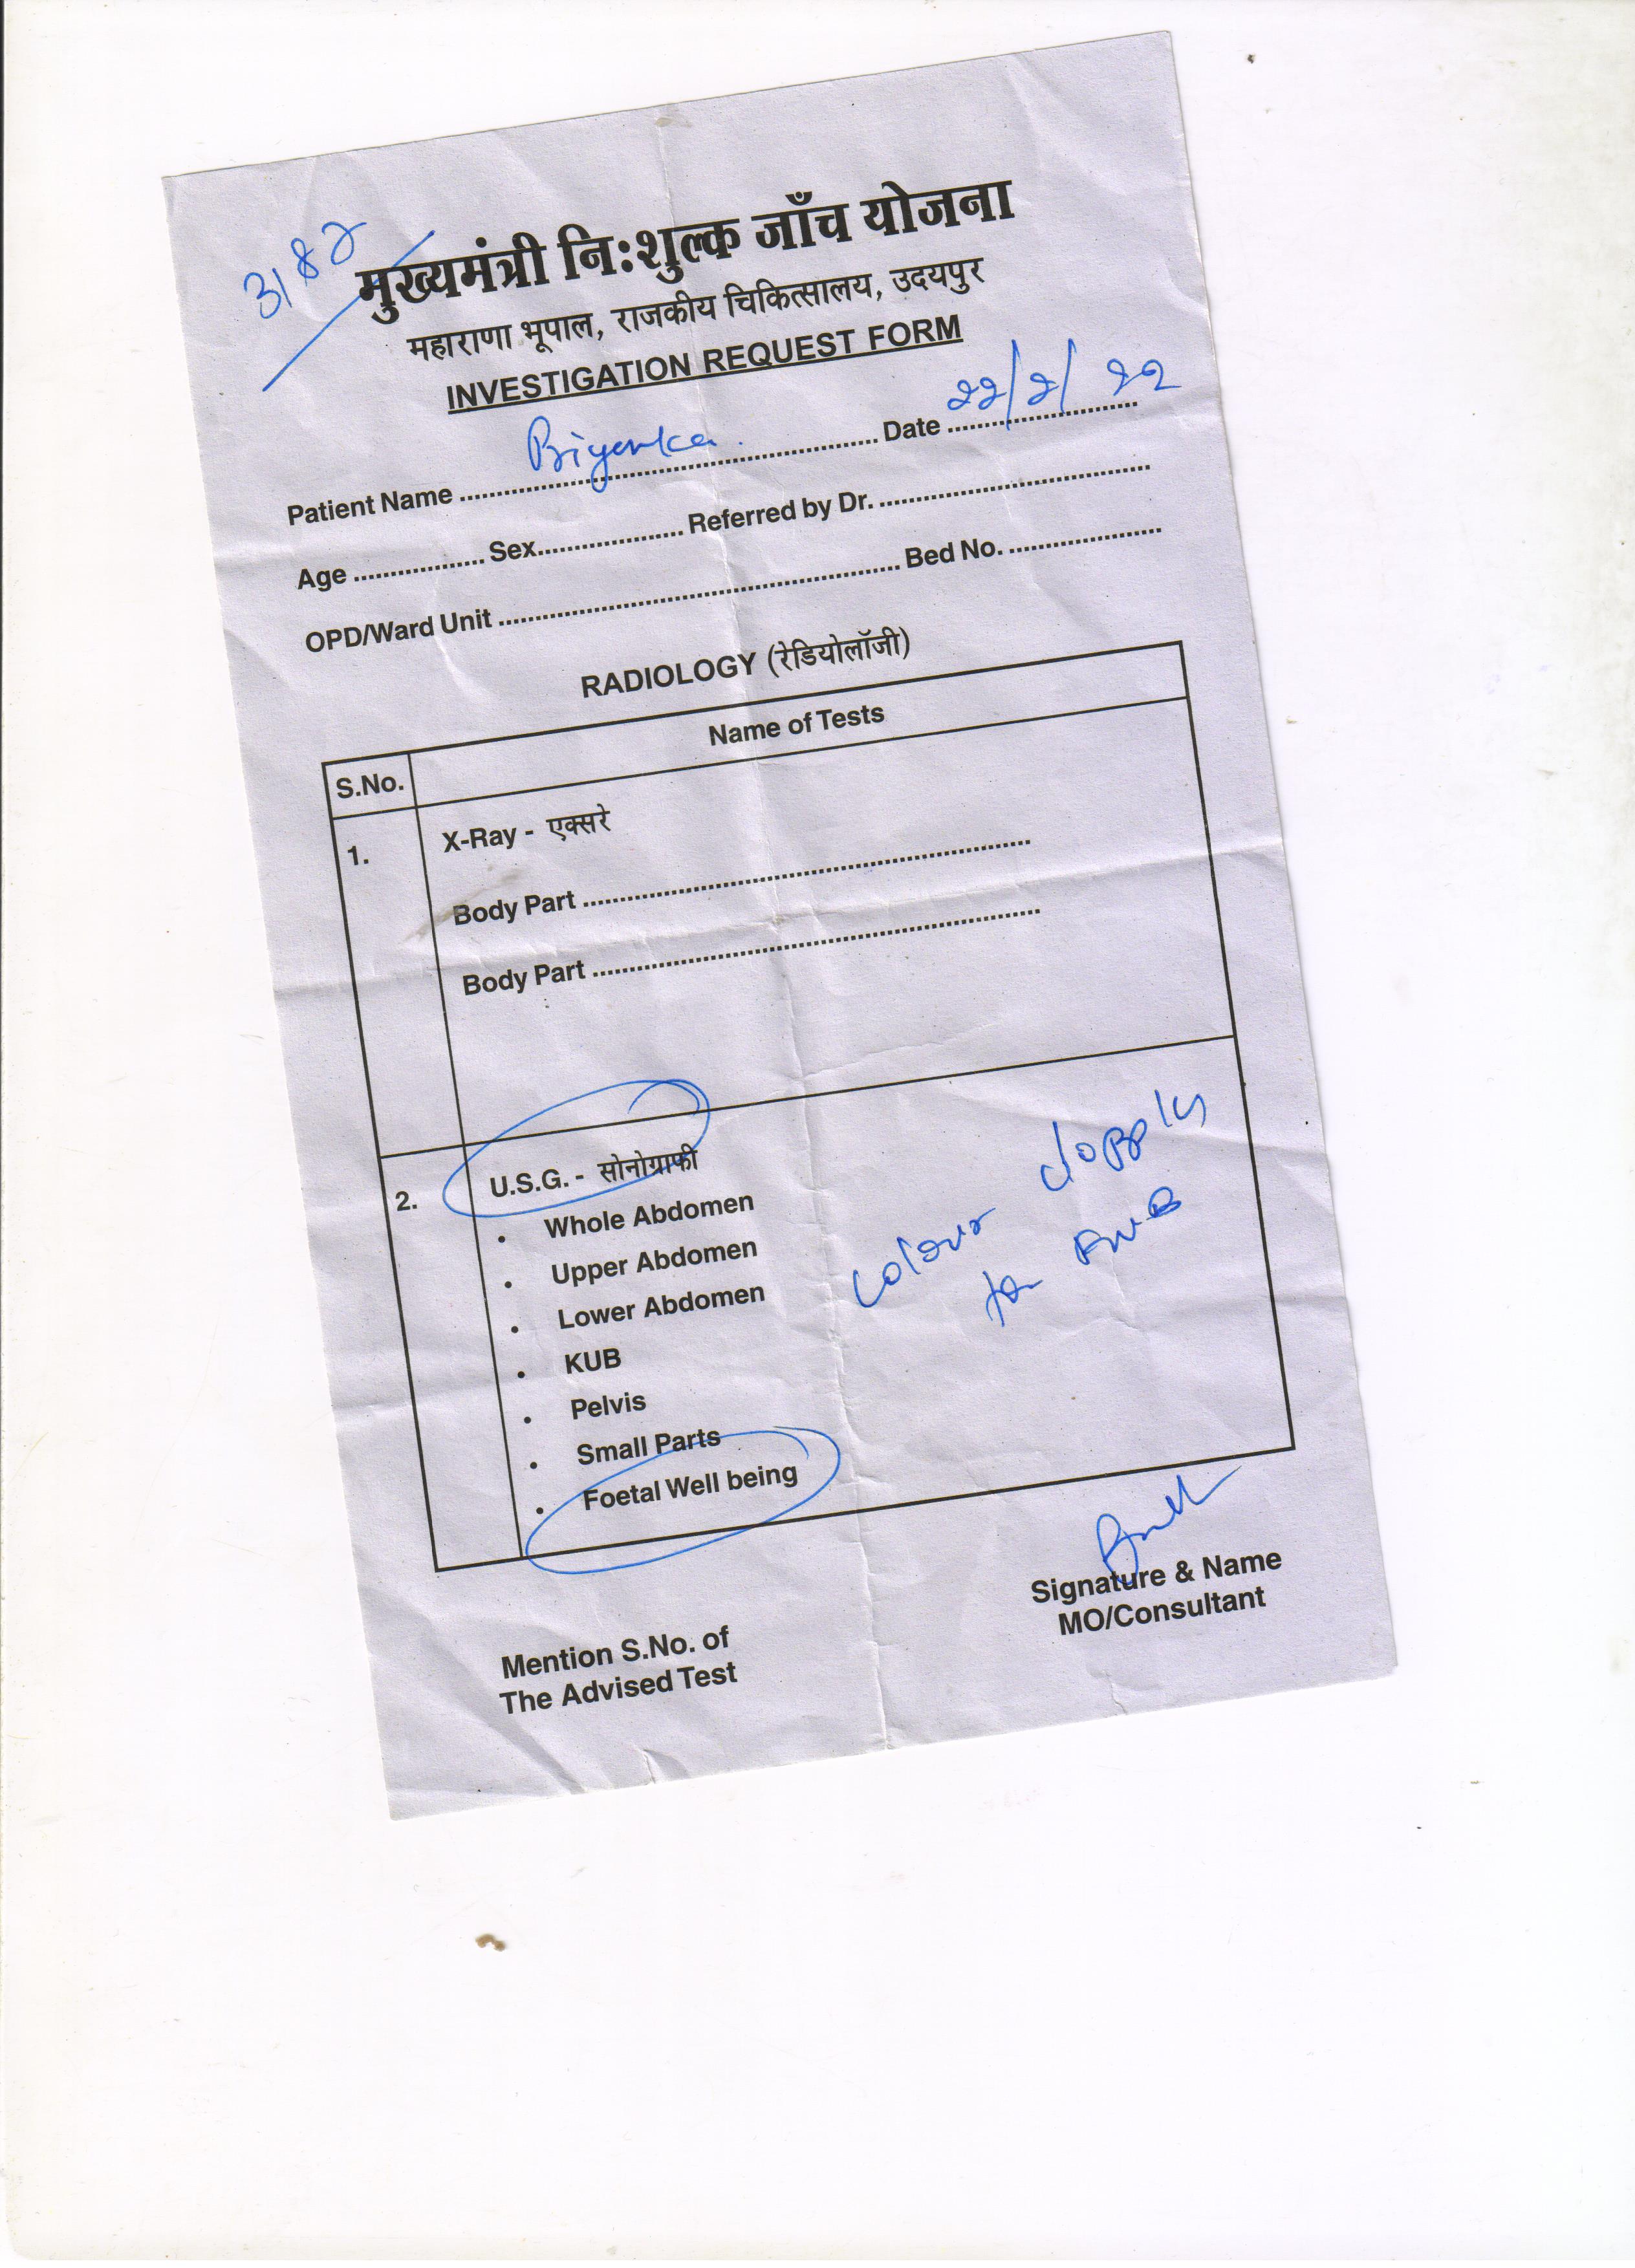 मुख्यमंत्री नि:शुल्क जाँच योजना
महाराणा भूपाल, राजकीय चिकित्सालय, उदयपुर
INVESTIGATION REQUEST FORM
Patient Name .......... Priyanka .......... Date .......... 22/2/22
Age .......... Sex .......... Referred by Dr. ..........
OPD/Ward Unit .......... Bed No. ..........
RADIOLOGY (रेडियोलॉजी)
S.No. Name of Tests
1. X-Ray - एक्सरे
Body Part ..........
Body Part ..........
2. U.S.G. - सोनोग्राफी
• Whole Abdomen
• Upper Abdomen
• Lower Abdomen
• KUB
• Pelvis
• Small Parts
• Foetal Well being
colour
for FWB
Signature & Name
MO/Consultant
Mention S.No. of
The Advised Test